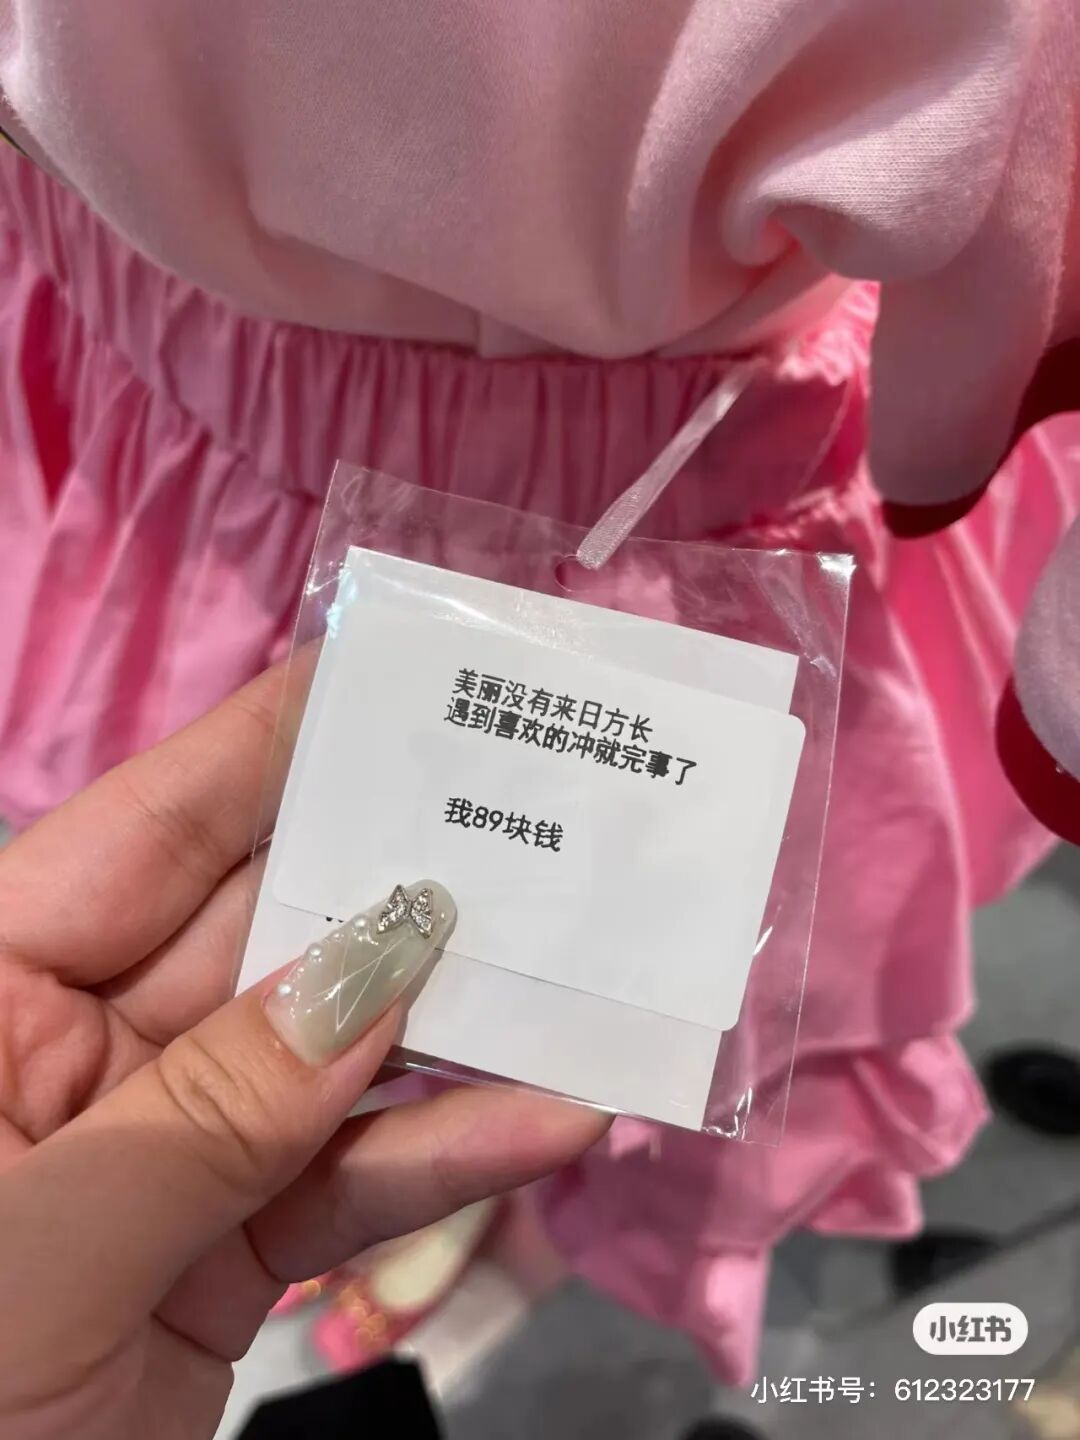 美丽没有来日方长
遇到喜欢的冲就完事了
我89块钱
小红书
小红书号：612323177